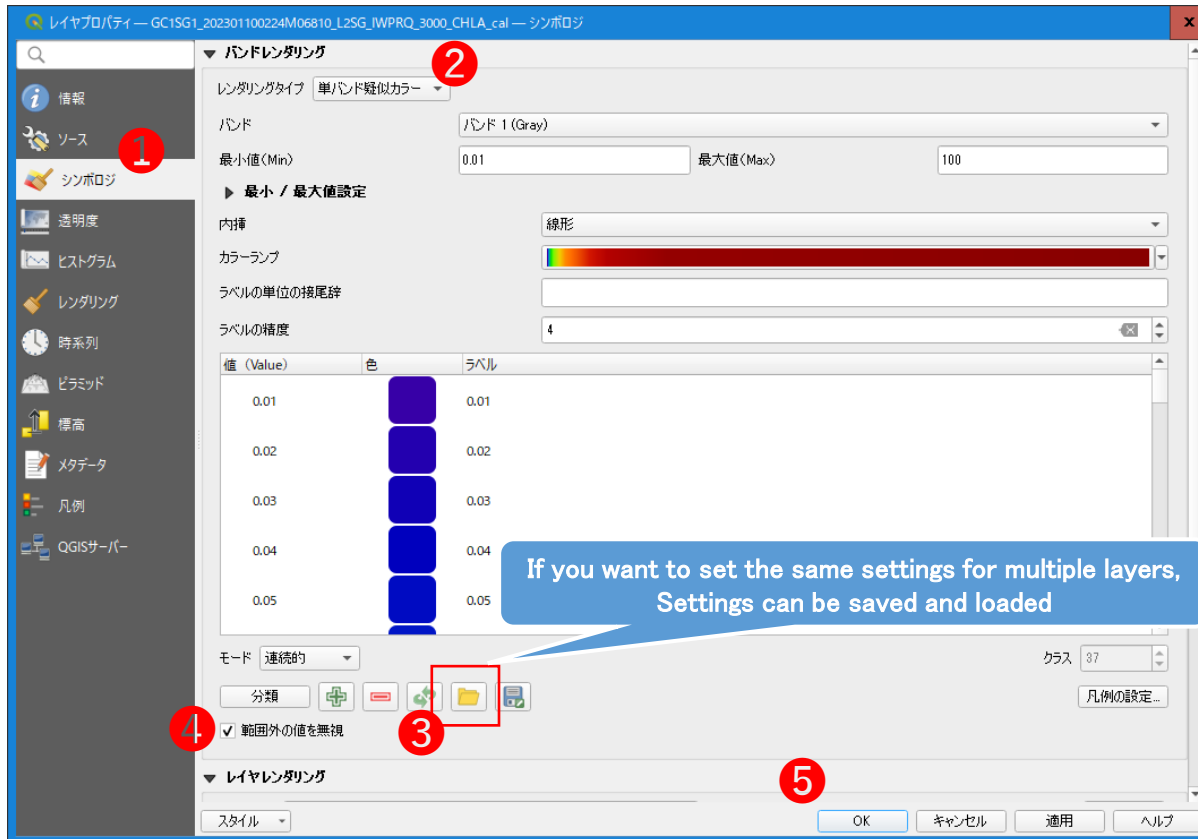 レイヤプロパティ — GC1SG1_202301100224M06810_L2SG_IWPRQ_3000_CHLA_cal — シンボロジ
情報
ソース
シンボロジ
透明度
ヒストグラム
レンダリング
時系列
ピラミッド
標高
メタデータ
凡例
QGISサーバー
1
バンドレンダリング
2
レンダリングタイプ 単バンド疑似カラー
バンド バンド 1 (Gray)
最小値(Min) 0.01 最大値(Max) 100
最小 / 最大値設定
内挿 線形
カラーランプ
ラベルの単位の接尾辞
ラベルの精度 4
値 (Value) 色 ラベル
0.01 0.01
0.02 0.02
0.03 0.03
0.04 0.04
0.05 0.05
If you want to set the same settings for multiple layers,
Settings can be saved and loaded
モード 連続的 クラス 37
分類 凡例の設定...
3
4 範囲外の値を無視
レイヤレンダリング
5
スタイル OK キャンセル 適用 ヘルプ